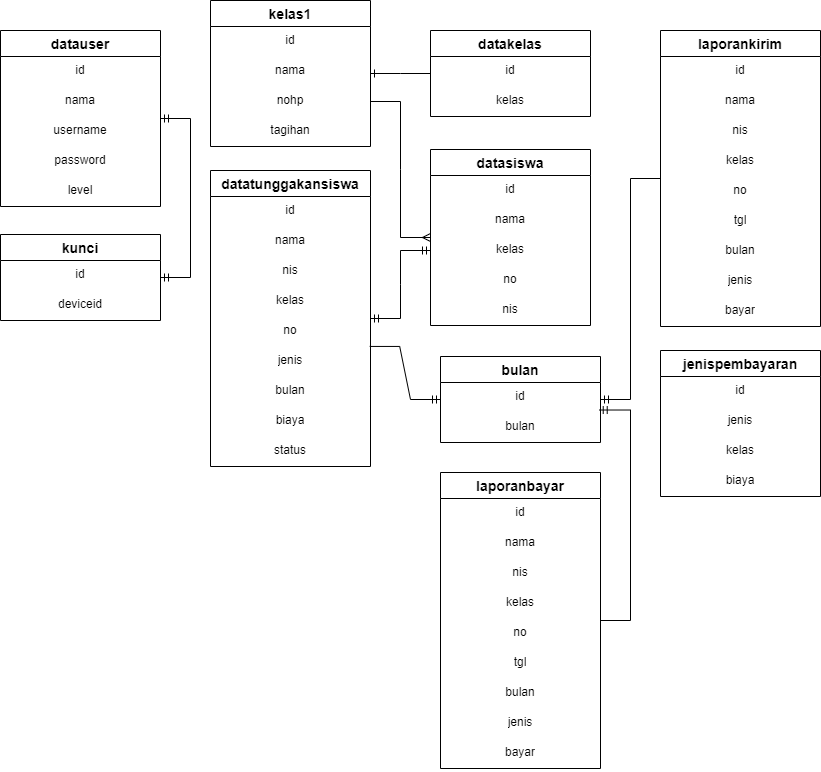 datauser
id
nama
username
password
level
kunci
id
deviceid
kelas1
id
nama
nohp
tagihan
datatunggakansiswa
id
nama
nis
kelas
no
jenis
bulan
biaya
status
datakelas
id
kelas
datasiswa
id
nama
kelas
no
nis
bulan
id
bulan
laporanbayar
id
nama
nis
kelas
no
tgl
bulan
jenis
bayar
laporankirim
id
nama
nis
kelas
no
tgl
bulan
jenis
bayar
jenispembayaran
id
jenis
kelas
biaya